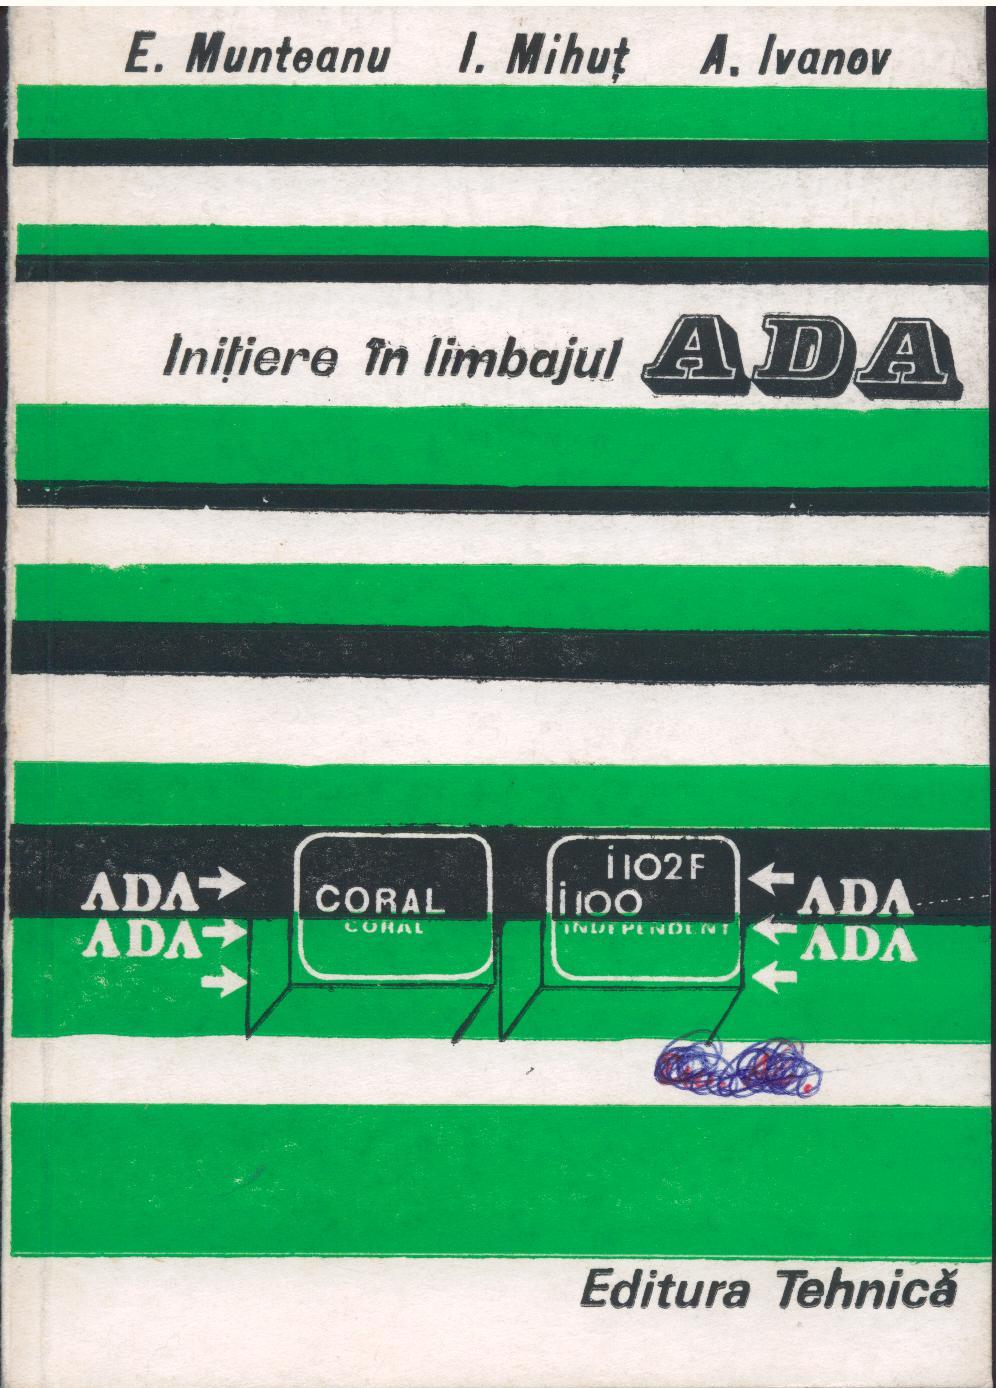 E. Munteanu I. Mihuț A. Ivanov
Inițiere în limbajul ADA
i102F
CORAL i100
ADA ADA
CORAL INDEPENDENT
ADA ADA
Editura Tehnică